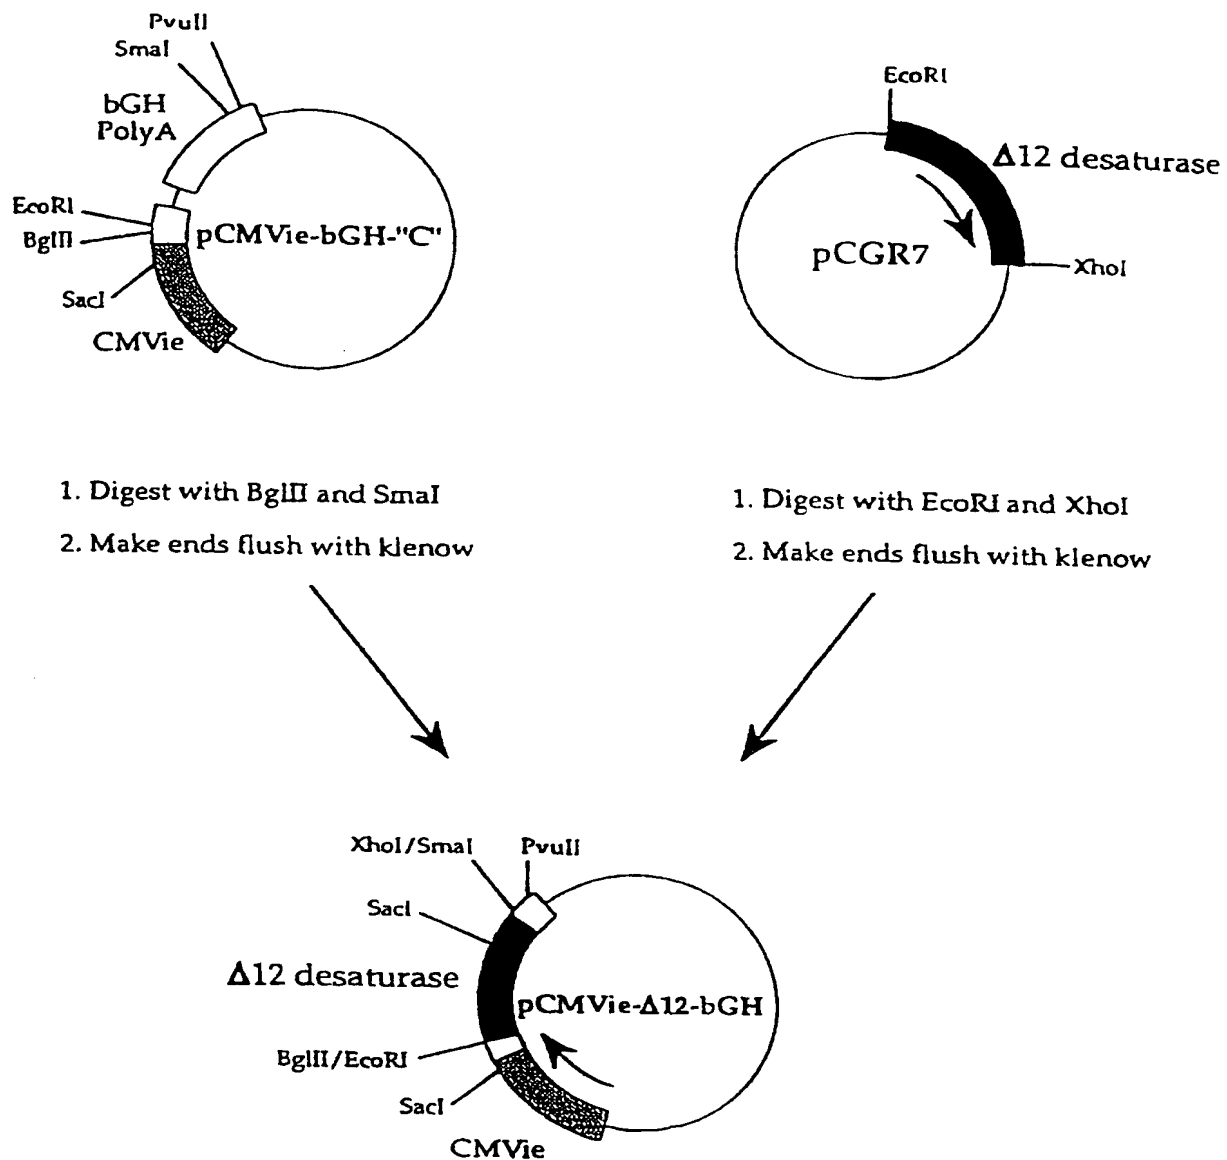 PvuII
SmaI
bGH
PolyA
EcoRI
BglII
pCMVie-bGH-"C"
SacI
CMVie
EcoRI
Δ12 desaturase
pCGR7
XhoI
1. Digest with BglII and SmaI
2. Make ends flush with klenow
1. Digest with EcoRI and XhoI
2. Make ends flush with klenow
XhoI/SmaI
PvuII
SacI
Δ12 desaturase
pCMVie-Δ12-bGH
BglII/EcoRI
SacI
CMVie